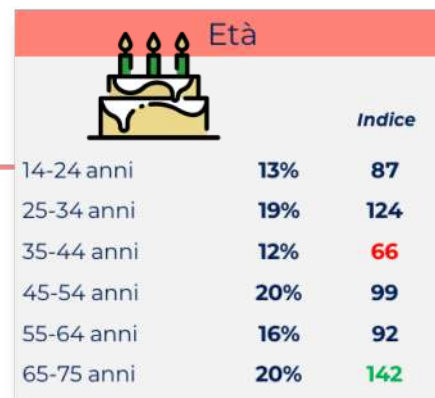 Età
Indice
14-24 anni 13% 87
25-34 anni 19% 124
35-44 anni 12% 66
45-54 anni 20% 99
55-64 anni 16% 92
65-75 anni 20% 142